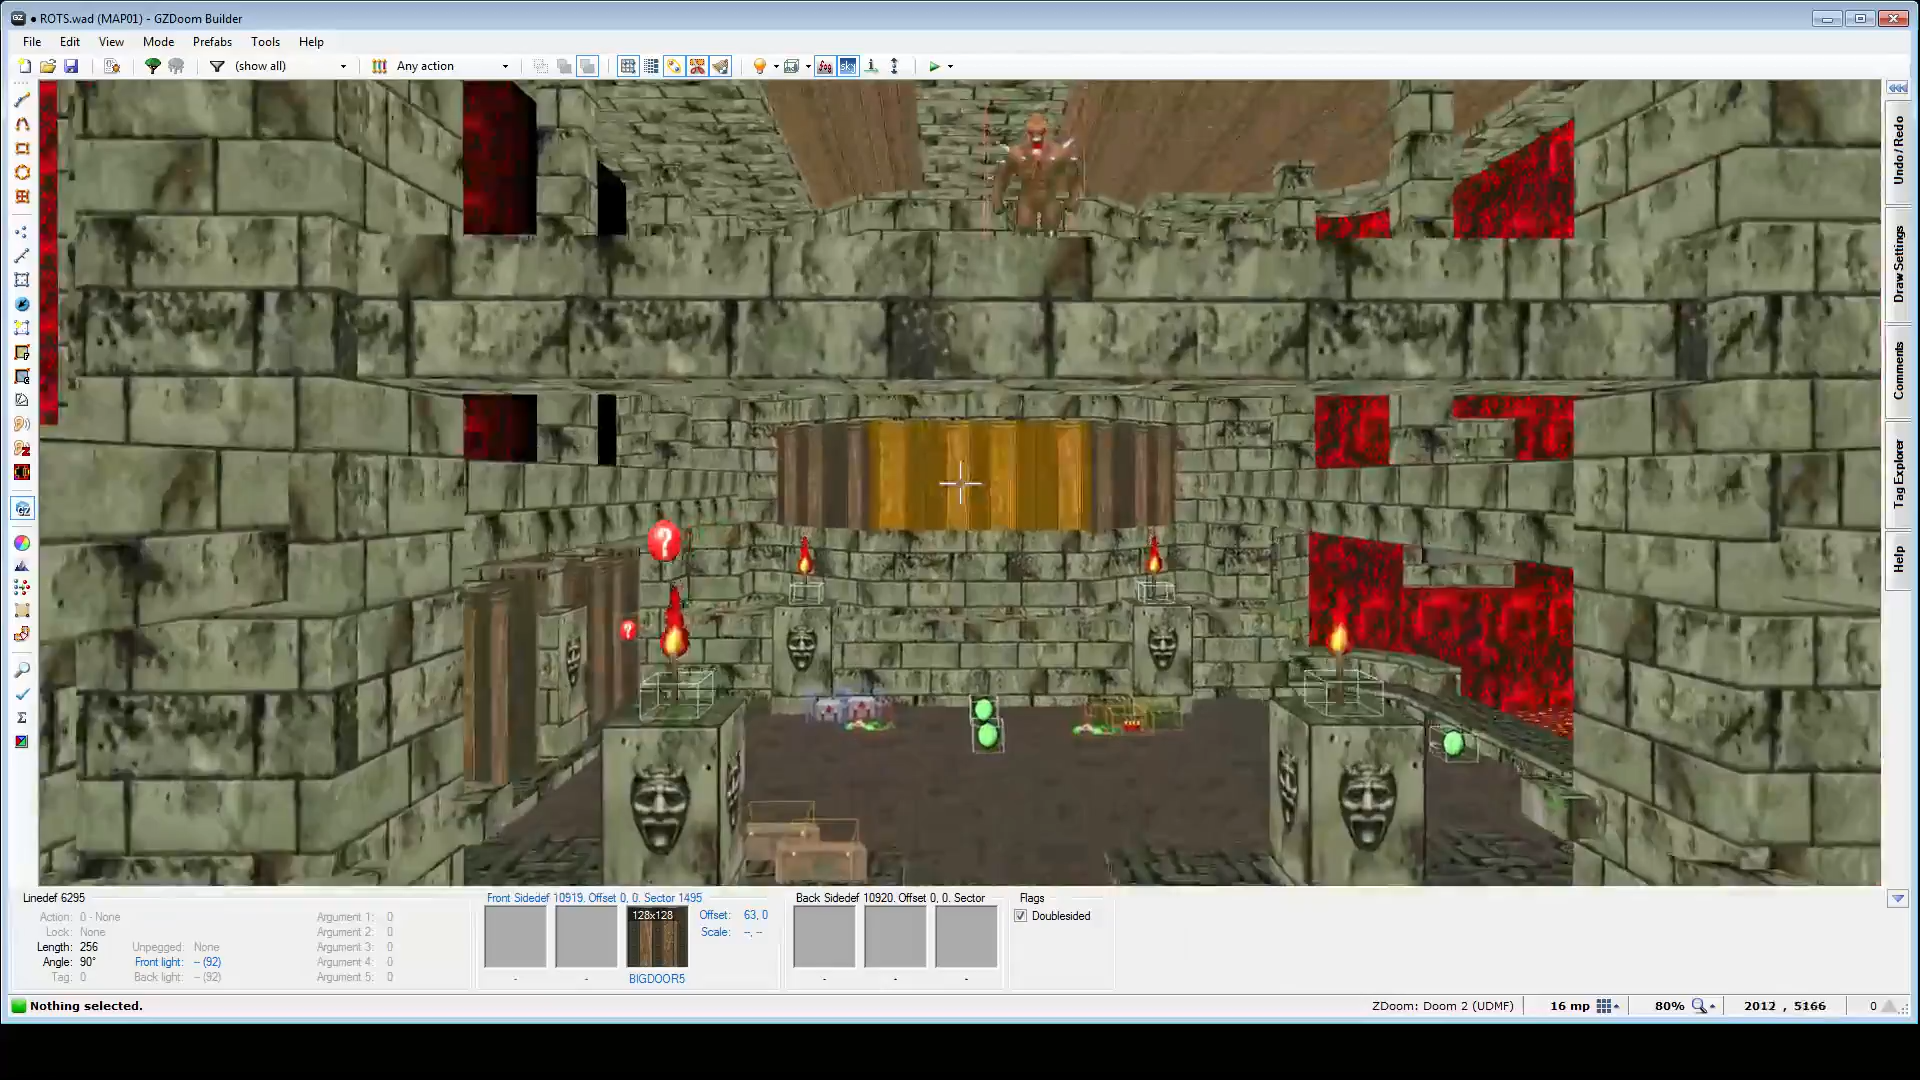 ● ROTS.wad (MAP01) - GZDoom Builder
File Edit View Mode Prefabs Tools Help
(show all) Any action
Undo / Redo
Draw Settings
Comments
Tag Explorer
Help
Linedef 6295
Action: 0 - None
Lock: None
Length: 256
Angle: 90°
Tag: 0
Unpegged: None
Front light: -- (92)
Back light: -- (92)
Argument 1: 0
Argument 2: 0
Argument 3: 0
Argument 4: 0
Argument 5: 0
Front Sidedef 10919. Offset 0, 0. Sector 1495
128x128
Offset: 63, 0
Scale: --, --
- - BIGDOOR5
Back Sidedef 10920. Offset 0, 0. Sector
- - -
Flags
Doublesided
Nothing selected.
ZDoom: Doom 2 (UDMF) 16 mp 80% 2012 , 5166 0